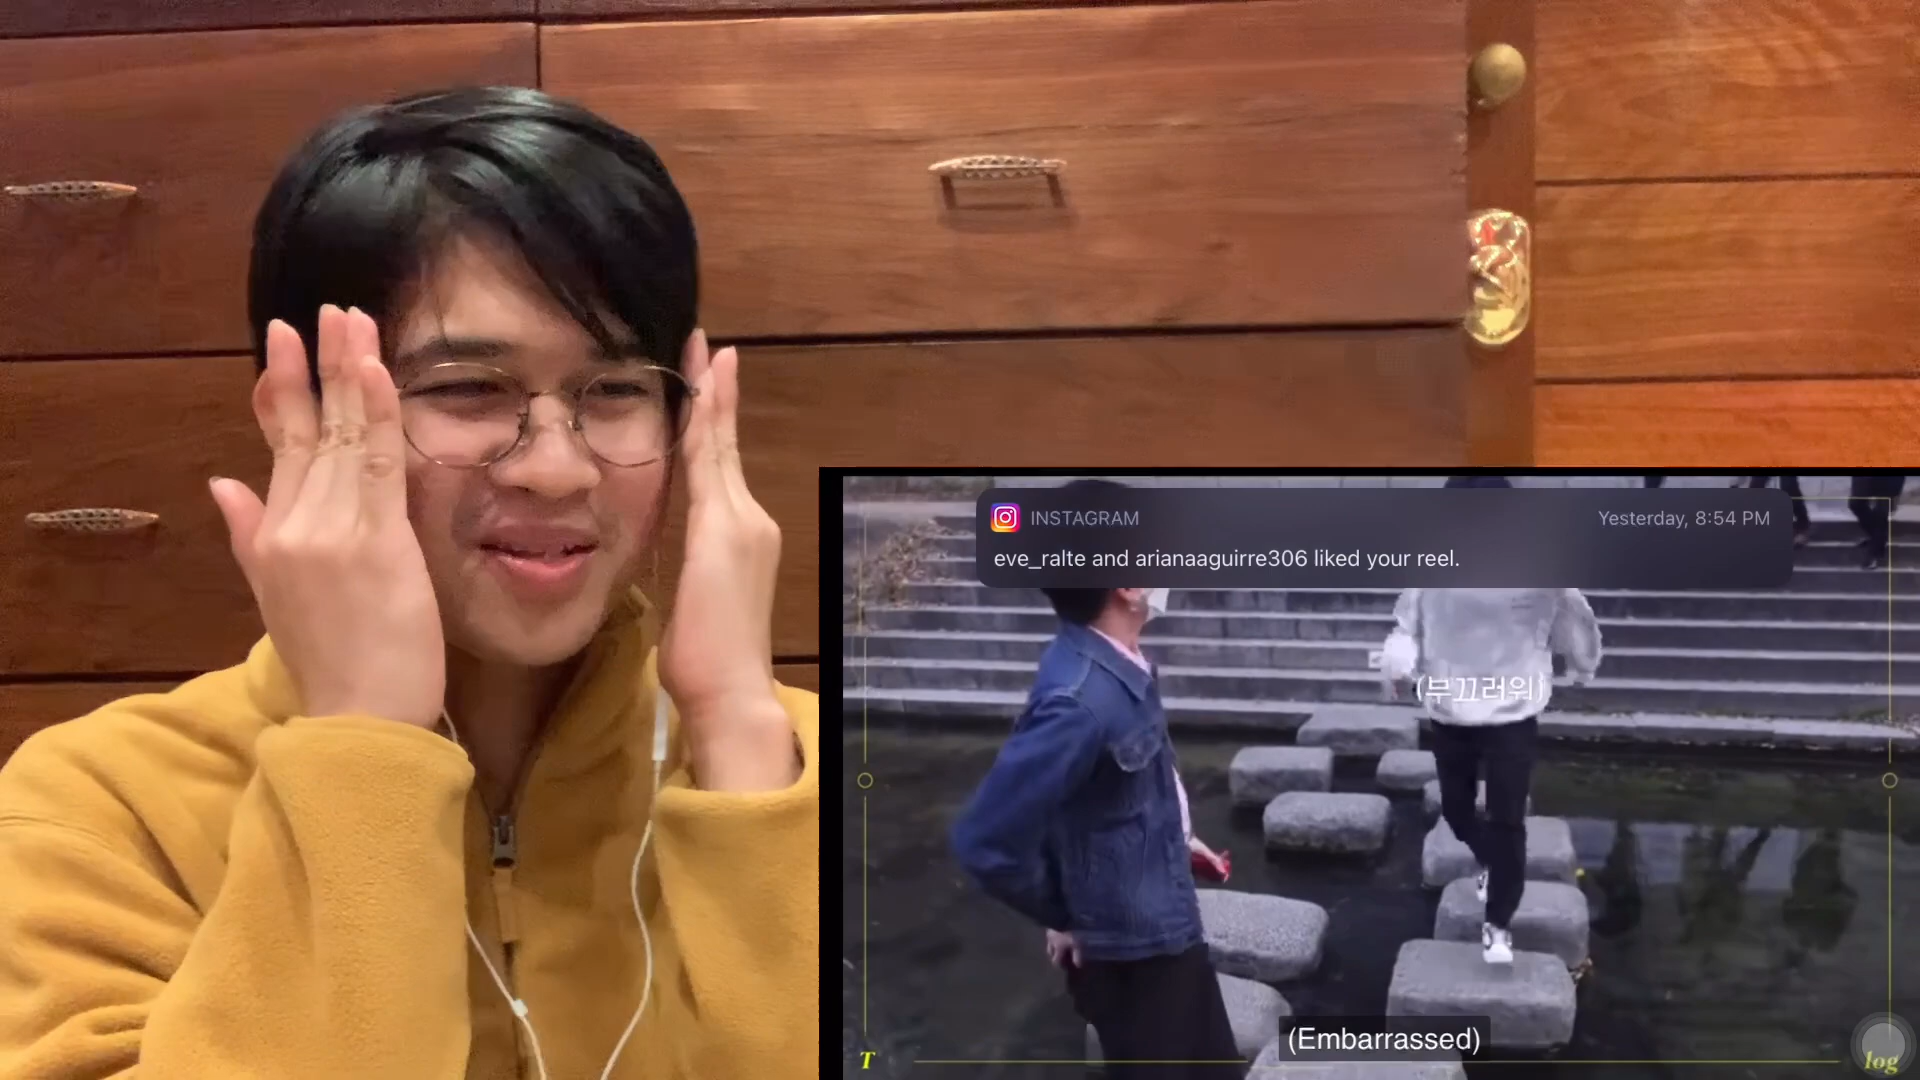 INSTAGRAM
Yesterday, 8:54 PM
eve_ralte and arianaaguirre306 liked your reel.
(부끄러워)
(Embarrassed)
T
log